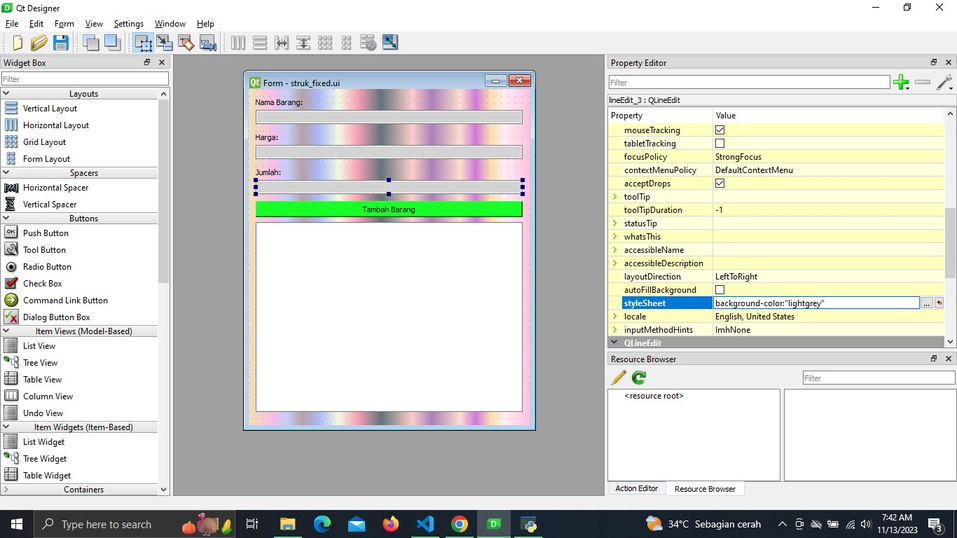 Qt Designer
File Edit Form View Settings Window Help
Widget Box
Filter
Layouts
Vertical Layout
Horizontal Layout
Grid Layout
Form Layout
Spacers
Horizontal Spacer
Vertical Spacer
Buttons
Push Button
Tool Button
Radio Button
Check Box
Command Link Button
Dialog Button Box
Item Views (Model-Based)
List View
Tree View
Table View
Column View
Undo View
Item Widgets (Item-Based)
List Widget
Tree Widget
Table Widget
Containers
Form - struk_fixed.ui
Nama Barang:
Harga:
Jumlah:
Tambah Barang
Property Editor
Filter
lineEdit_3 : QLineEdit
Property Value
mouseTracking
tabletTracking
focusPolicy StrongFocus
contextMenuPolicy DefaultContextMenu
acceptDrops
toolTip
toolTipDuration -1
statusTip
whatsThis
accessibleName
accessibleDescription
layoutDirection LeftToRight
autoFillBackground
styleSheet background-color:"lightgrey" ...
locale English, United States
inputMethodHints ImhNone
QLineEdit
Resource Browser
Filter
<resource root>
Action Editor Resource Browser
Type here to search
34°C Sebagian cerah
7:42 AM
11/13/2023
3